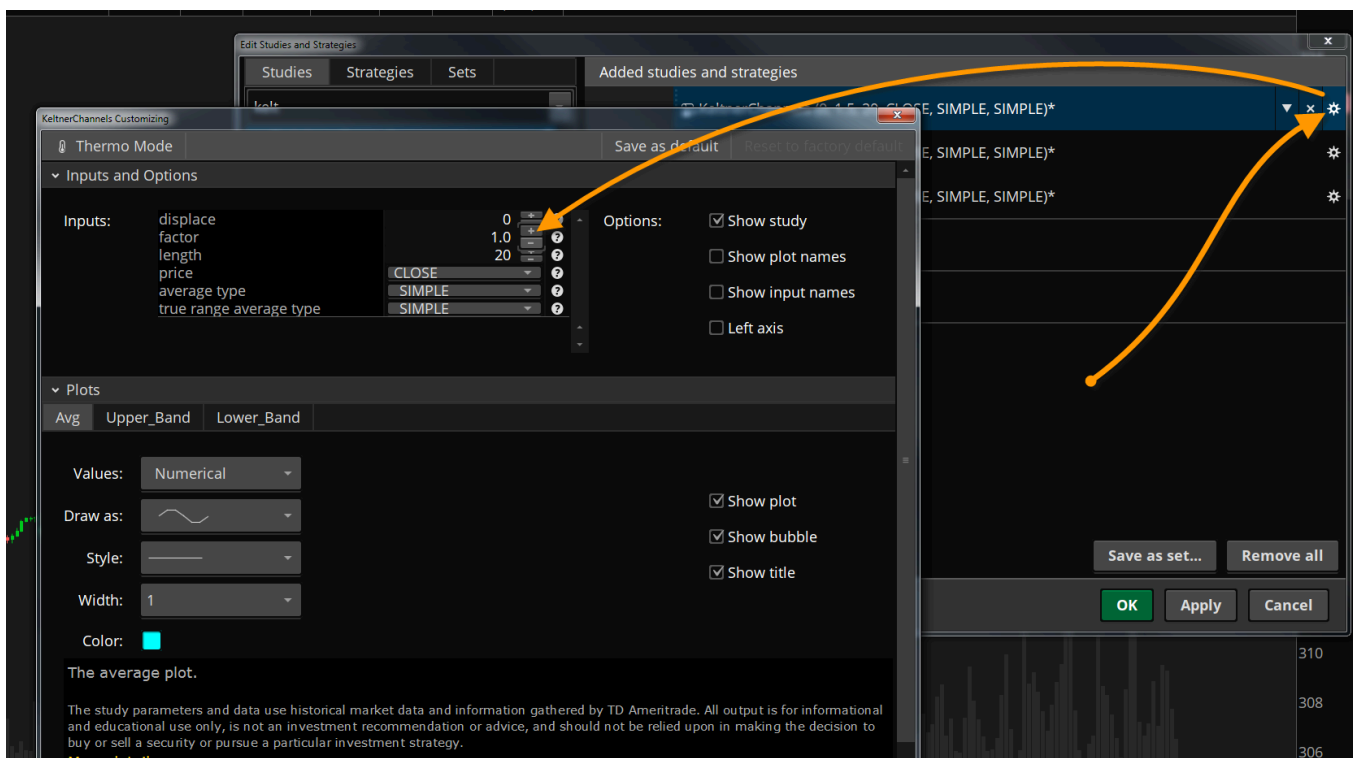 Edit Studies and Strategies
x
Studies Strategies Sets
Added studies and strategies
kelt
E, SIMPLE, SIMPLE)*
E, SIMPLE, SIMPLE)*
E, SIMPLE, SIMPLE)*
KeltnerChannels Customizing
x
Thermo Mode
Save as default Reset to factory default
Inputs and Options
Inputs:
displace 0
factor 1.0
length 20
price CLOSE
average type SIMPLE
true range average type SIMPLE
Options:
Show study
Show plot names
Show input names
Left axis
Plots
Avg Upper_Band Lower_Band
Values: Numerical
Draw as:
Style:
Width: 1
Color:
Show plot
Show bubble
Show title
The average plot.
The study parameters and data use historical market data and information gathered by TD Ameritrade. All output is for informational
and educational use only, is not an investment recommendation or advice, and should not be relied upon in making the decision to
buy or sell a security or pursue a particular investment strategy.
Save as set... Remove all
OK Apply Cancel
310
308
306